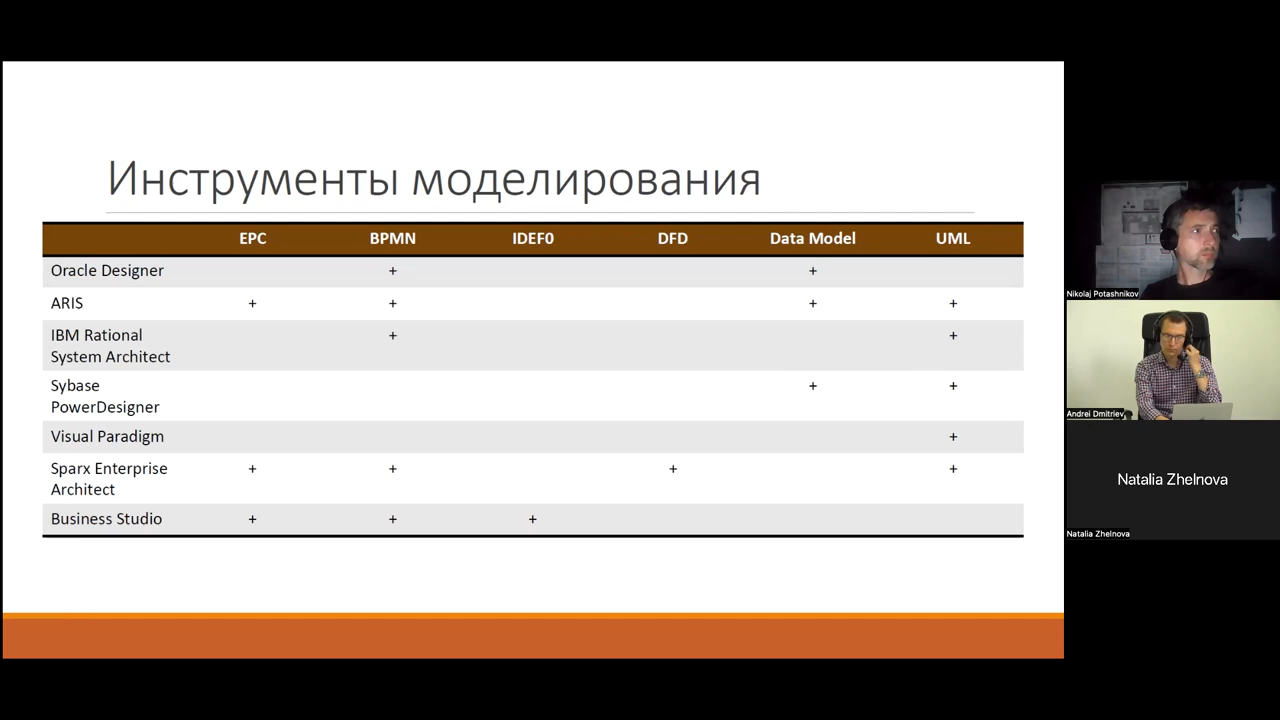 Инструменты моделирования
EPC BPMN IDEF0 DFD Data Model UML
Oracle Designer + +
ARIS + + + +
IBM Rational
System Architect + +
Sybase
PowerDesigner + +
Visual Paradigm +
Sparx Enterprise
Architect + + + +
Business Studio + + +
Nikolaj Potashnikov
Andrei Dmitriev
Natalia Zhelnova
Natalia Zhelnova